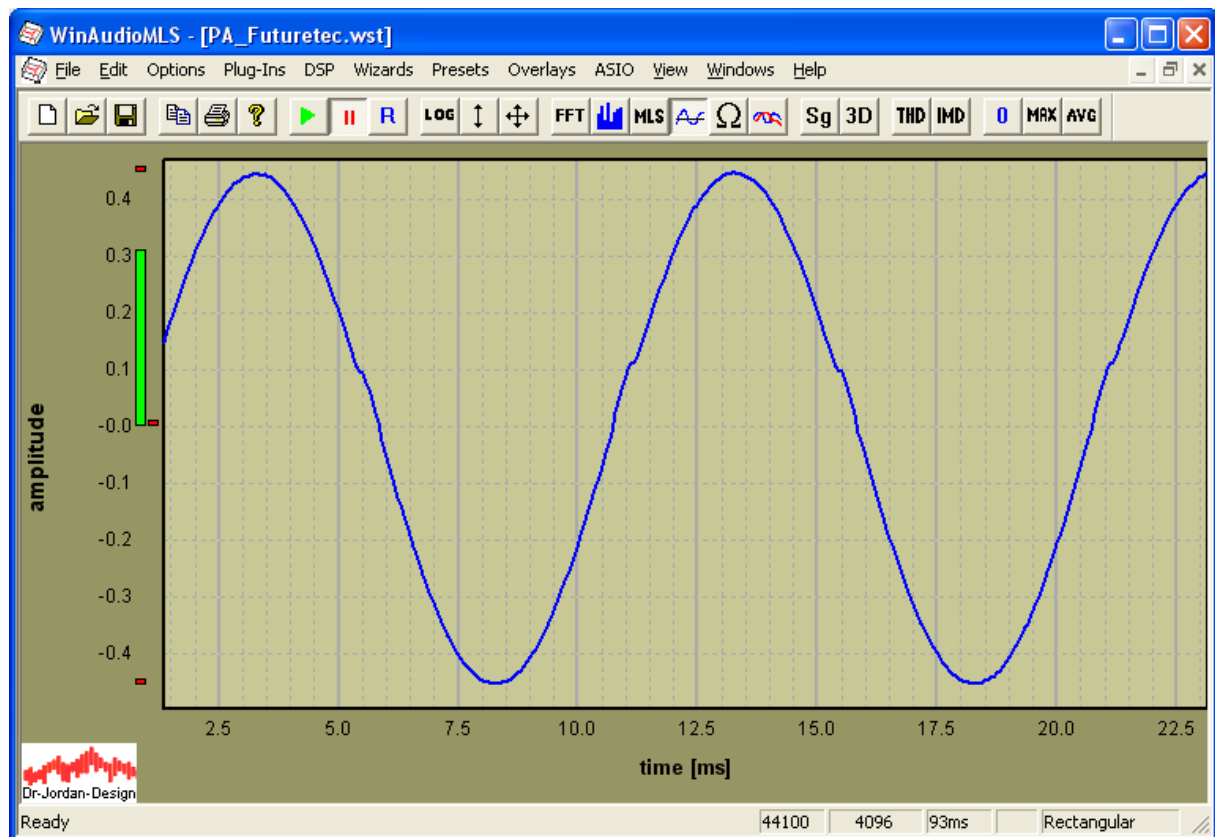 WinAudioMLS - [PA_Futuretec.wst]
File Edit Options Plug-Ins DSP Wizards Presets Overlays ASIO View Windows Help
R LOG FFT MLS Ω Sg 3D THD IMD 0 MAX AVG
0.4
0.3
0.2
0.1
-0.0
-0.1
-0.2
-0.3
-0.4
amplitude
2.5 5.0 7.5 10.0 12.5 15.0 17.5 20.0 22.5
time [ms]
Dr-Jordan-Design
Ready 44100 4096 93ms Rectangular